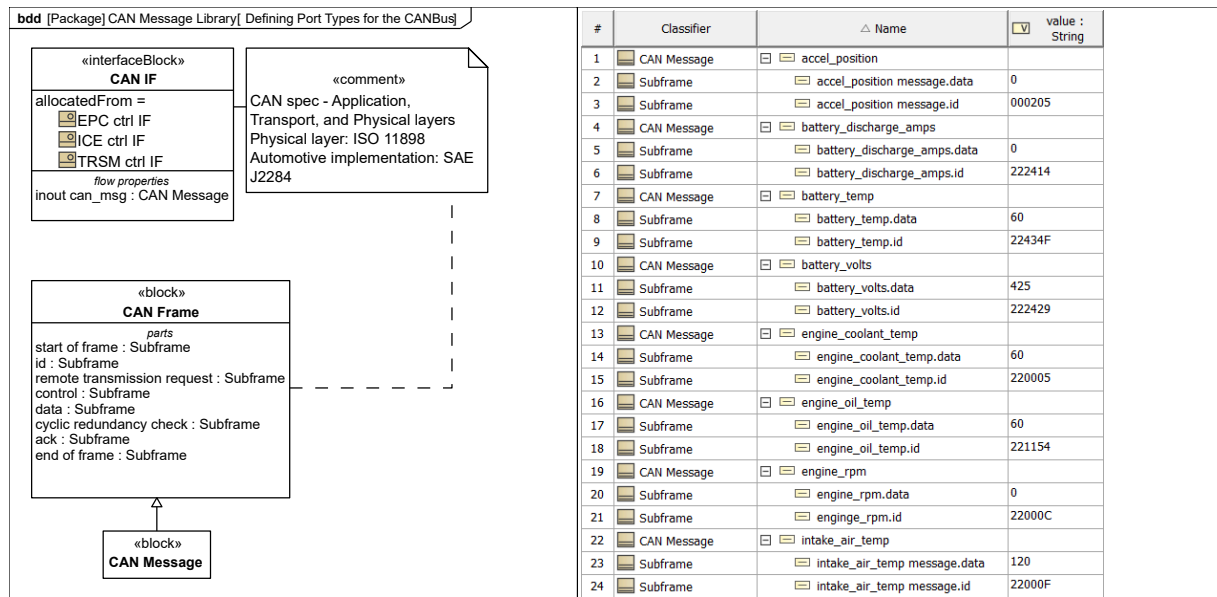 bdd [Package] CAN Message Library[ Defining Port Types for the CANBus]
«interfaceBlock»
CAN IF
allocatedFrom =
EPC ctrl IF
ICE ctrl IF
TRSM ctrl IF
flow properties
inout can_msg : CAN Message
«comment»
CAN spec - Application,
Transport, and Physical layers
Physical layer: ISO 11898
Automotive implementation: SAE
J2284
«block»
CAN Frame
parts
start of frame : Subframe
id : Subframe
remote transmission request : Subframe
control : Subframe
data : Subframe
cyclic redundancy check : Subframe
ack : Subframe
end of frame : Subframe
«block»
CAN Message
# Classifier Name V value : String
1 CAN Message accel_position
2 Subframe accel_position message.data 0
3 Subframe accel_position message.id 000205
4 CAN Message battery_discharge_amps
5 Subframe battery_discharge_amps.data 0
6 Subframe battery_discharge_amps.id 222414
7 CAN Message battery_temp
8 Subframe battery_temp.data 60
9 Subframe battery_temp.id 22434F
10 CAN Message battery_volts
11 Subframe battery_volts.data 425
12 Subframe battery_volts.id 222429
13 CAN Message engine_coolant_temp
14 Subframe engine_coolant_temp.data 60
15 Subframe engine_coolant_temp.id 220005
16 CAN Message engine_oil_temp
17 Subframe engine_oil_temp.data 60
18 Subframe engine_oil_temp.id 221154
19 CAN Message engine_rpm
20 Subframe engine_rpm.data 0
21 Subframe enginge_rpm.id 22000C
22 CAN Message intake_air_temp
23 Subframe intake_air_temp message.data 120
24 Subframe intake_air_temp message.id 22000F